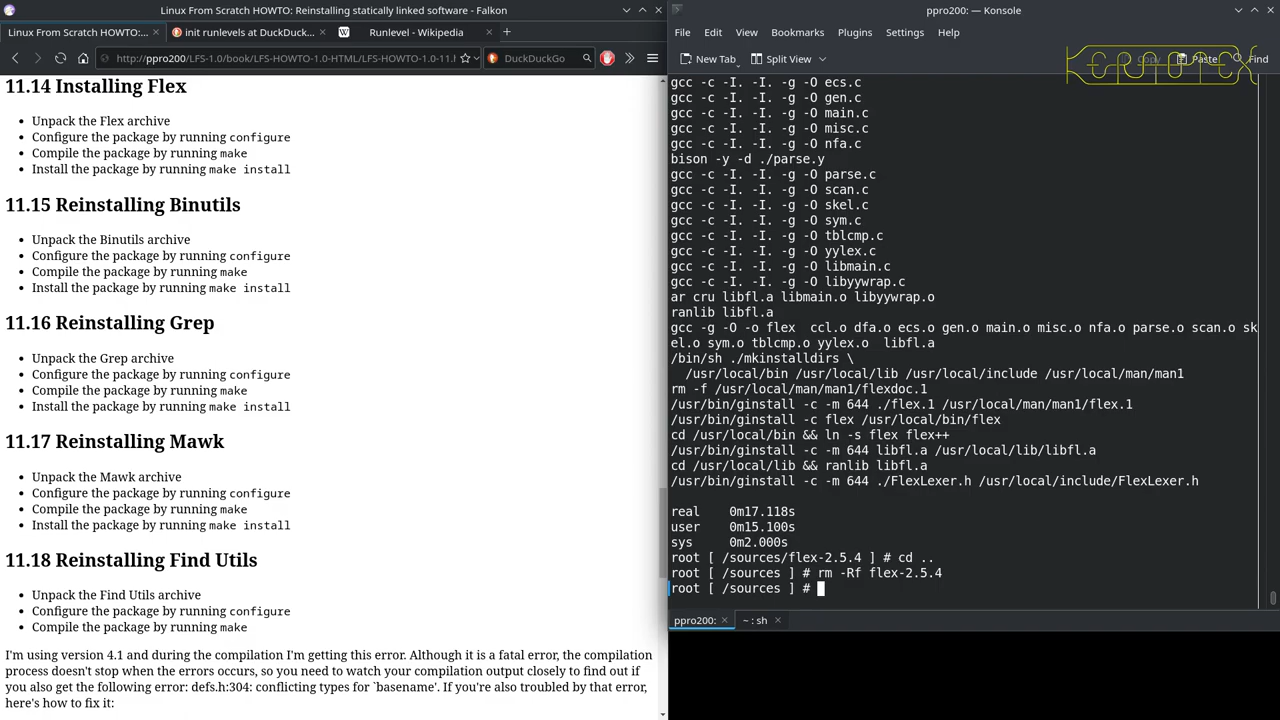 Linux From Scratch HOWTO: Reinstalling statically linked software - Falkon
Linux From Scratch HOWTO:...
init runlevels at DuckDuck...
Runlevel - Wikipedia
http://ppro200/LFS-1.0/book/LFS-HOWTO-1.0-HTML/LFS-HOWTO-1.0-11.h
DuckDuckGo
11.14 Installing Flex
Unpack the Flex archive
Configure the package by running configure
Compile the package by running make
Install the package by running make install
11.15 Reinstalling Binutils
Unpack the Binutils archive
Configure the package by running configure
Compile the package by running make
Install the package by running make install
11.16 Reinstalling Grep
Unpack the Grep archive
Configure the package by running configure
Compile the package by running make
Install the package by running make install
11.17 Reinstalling Mawk
Unpack the Mawk archive
Configure the package by running configure
Compile the package by running make
Install the package by running make install
11.18 Reinstalling Find Utils
Unpack the Find Utils archive
Configure the package by running configure
Compile the package by running make
I'm using version 4.1 and during the compilation I'm getting this error. Although it is a fatal error, the compilation
process doesn't stop when the errors occurs, so you need to watch your compilation output closely to find out if
you also get the following error: defs.h:304: conflicting types for `basename'. If you're also troubled by that error,
here's how to fix it:
ppro200: — Konsole
File Edit View Bookmarks Plugins Settings Help
New Tab Split View Copy Paste Find
gcc -c -I. -I. -g -O ecs.c
gcc -c -I. -I. -g -O gen.c
gcc -c -I. -I. -g -O main.c
gcc -c -I. -I. -g -O misc.c
gcc -c -I. -I. -g -O nfa.c
bison -y -d ./parse.y
gcc -c -I. -I. -g -O parse.c
gcc -c -I. -I. -g -O scan.c
gcc -c -I. -I. -g -O skel.c
gcc -c -I. -I. -g -O sym.c
gcc -c -I. -I. -g -O tblcmp.c
gcc -c -I. -I. -g -O yylex.c
gcc -c -I. -I. -g -O libmain.c
gcc -c -I. -I. -g -O libyywrap.c
ar cru libfl.a libmain.o libyywrap.o
ranlib libfl.a
gcc -g -O -o flex  ccl.o dfa.o ecs.o gen.o main.o misc.o nfa.o parse.o scan.o sk
el.o sym.o tblcmp.o yylex.o  libfl.a
/bin/sh ./mkinstalldirs \
/usr/local/bin /usr/local/lib /usr/local/include /usr/local/man/man1
rm -f /usr/local/man/man1/flexdoc.1
/usr/bin/ginstall -c -m 644 ./flex.1 /usr/local/man/man1/flex.1
/usr/bin/ginstall -c flex /usr/local/bin/flex
cd /usr/local/bin && ln -s flex flex++
/usr/bin/ginstall -c -m 644 libfl.a /usr/local/lib/libfl.a
cd /usr/local/lib && ranlib libfl.a
/usr/bin/ginstall -c -m 644 ./FlexLexer.h /usr/local/include/FlexLexer.h
real    0m17.118s
user    0m15.100s
sys     0m2.000s
root [ /sources/flex-2.5.4 ] # cd ..
root [ /sources ] # rm -Rf flex-2.5.4
root [ /sources ] #
ppro200:
~ : sh